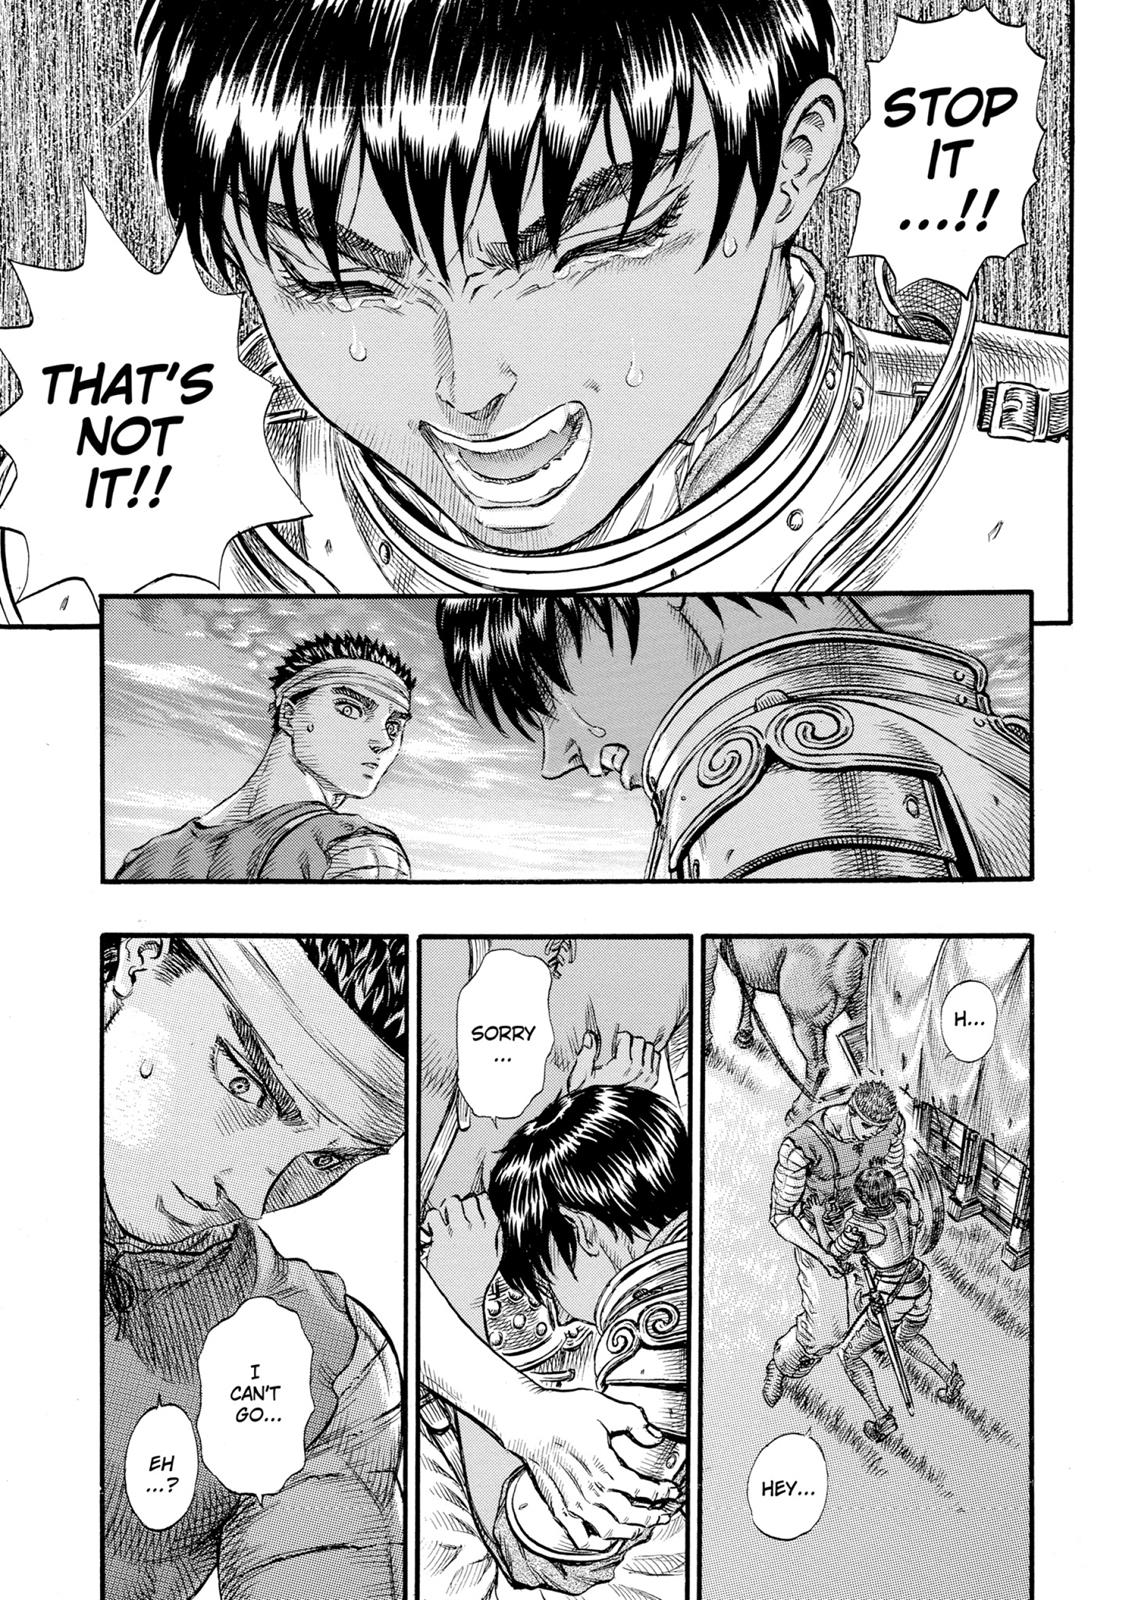 STOP
IT
...!!
THAT'S
NOT
IT!!
H...
HEY...
SORRY
...
I
CAN'T
GO...
EH
...?